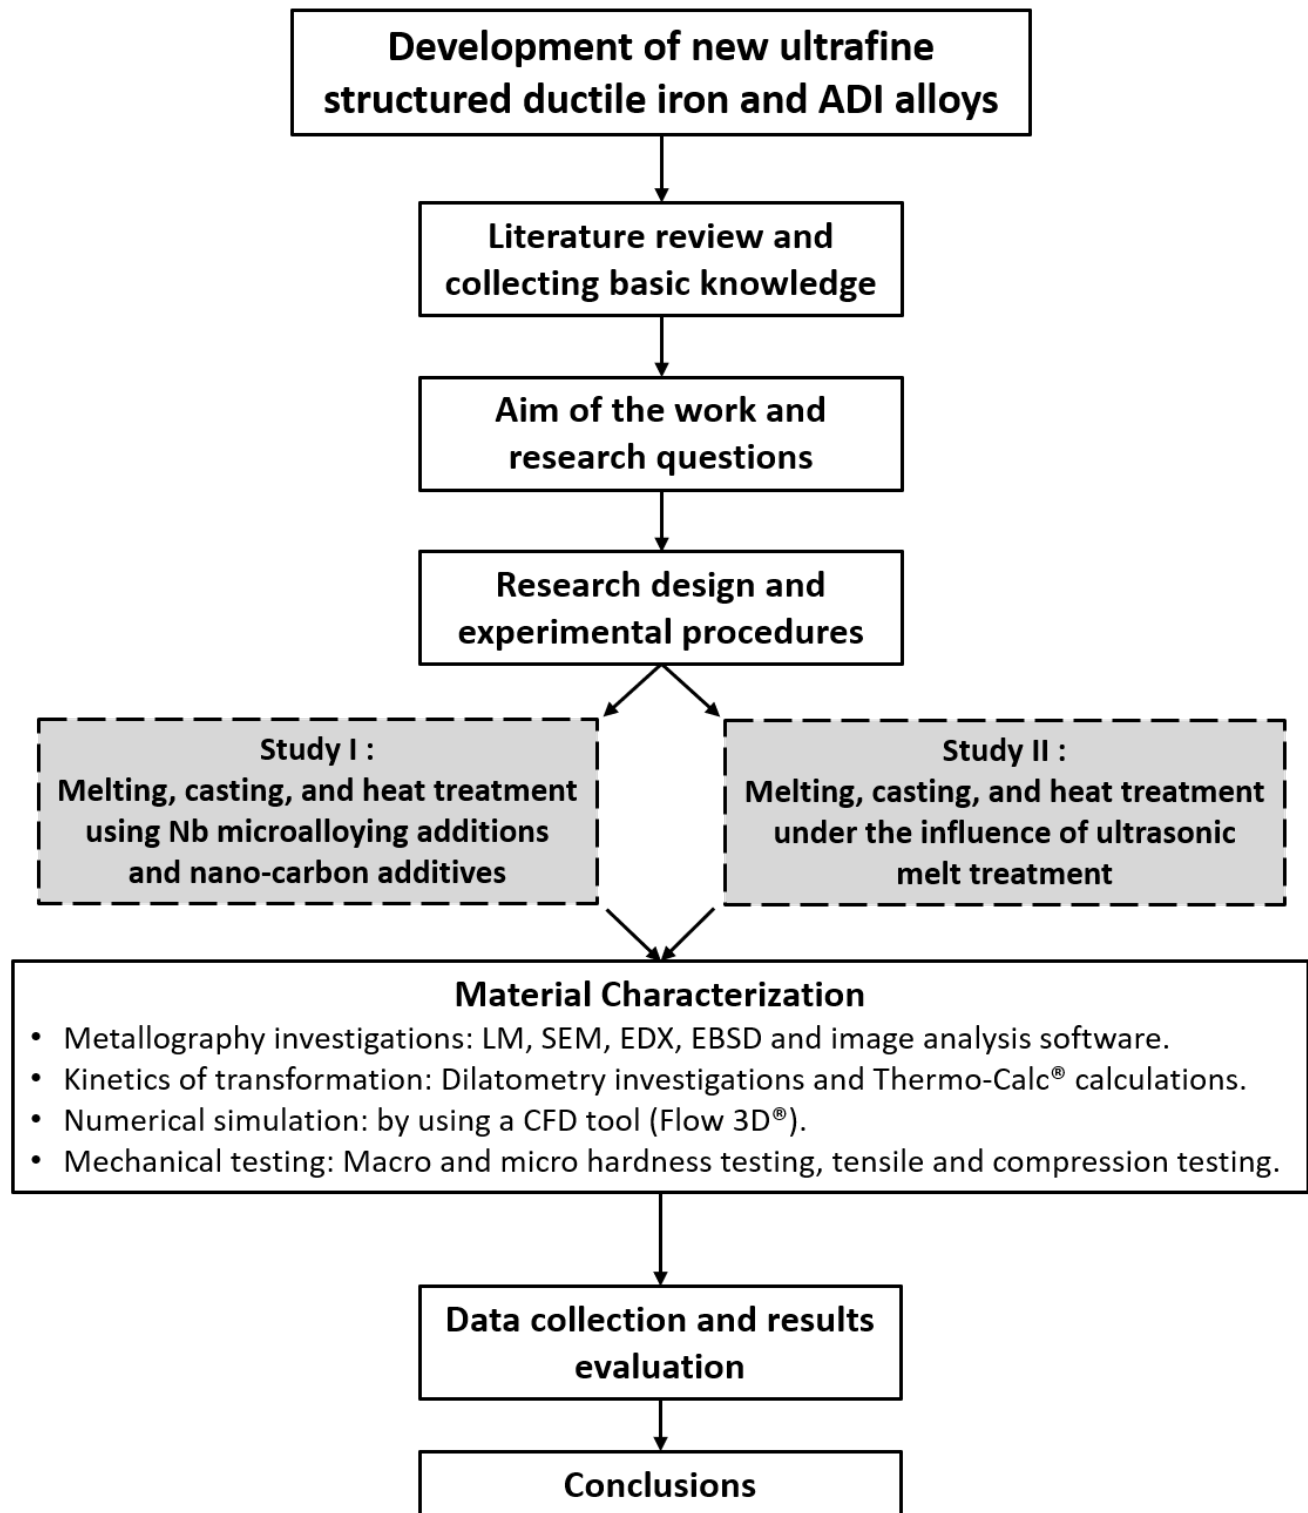 Development of new ultrafine
structured ductile iron and ADI alloys
Literature review and
collecting basic knowledge
Aim of the work and
research questions
Research design and
experimental procedures
Study I :
Melting, casting, and heat treatment
using Nb microalloying additions
and nano-carbon additives
Study II :
Melting, casting, and heat treatment
under the influence of ultrasonic
melt treatment
Material Characterization
• Metallography investigations: LM, SEM, EDX, EBSD and image analysis software.
• Kinetics of transformation: Dilatometry investigations and Thermo-Calc® calculations.
• Numerical simulation: by using a CFD tool (Flow 3D®).
• Mechanical testing: Macro and micro hardness testing, tensile and compression testing.
Data collection and results
evaluation
Conclusions